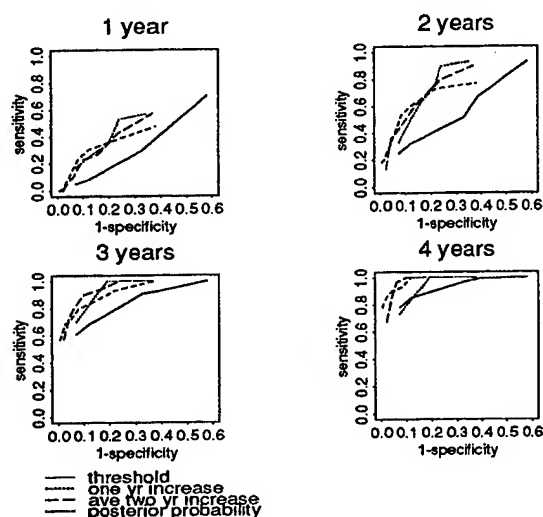 1 year
2 years
sensitivity
0.0 0.2 0.4 0.6 0.8 1.0
0.0 0.1 0.2 0.3 0.4 0.5 0.6
1-specificity
sensitivity
0.0 0.2 0.4 0.6 0.8 1.0
0.0 0.1 0.2 0.3 0.4 0.5 0.6
1-specificity
3 years
4 years
sensitivity
0.0 0.2 0.4 0.6 0.8 1.0
0.0 0.1 0.2 0.3 0.4 0.5 0.6
1-specificity
sensitivity
0.0 0.2 0.4 0.6 0.8 1.0
0.0 0.1 0.2 0.3 0.4 0.5 0.6
1-specificity
threshold
one yr increase
ave two yr increase
posterior probability